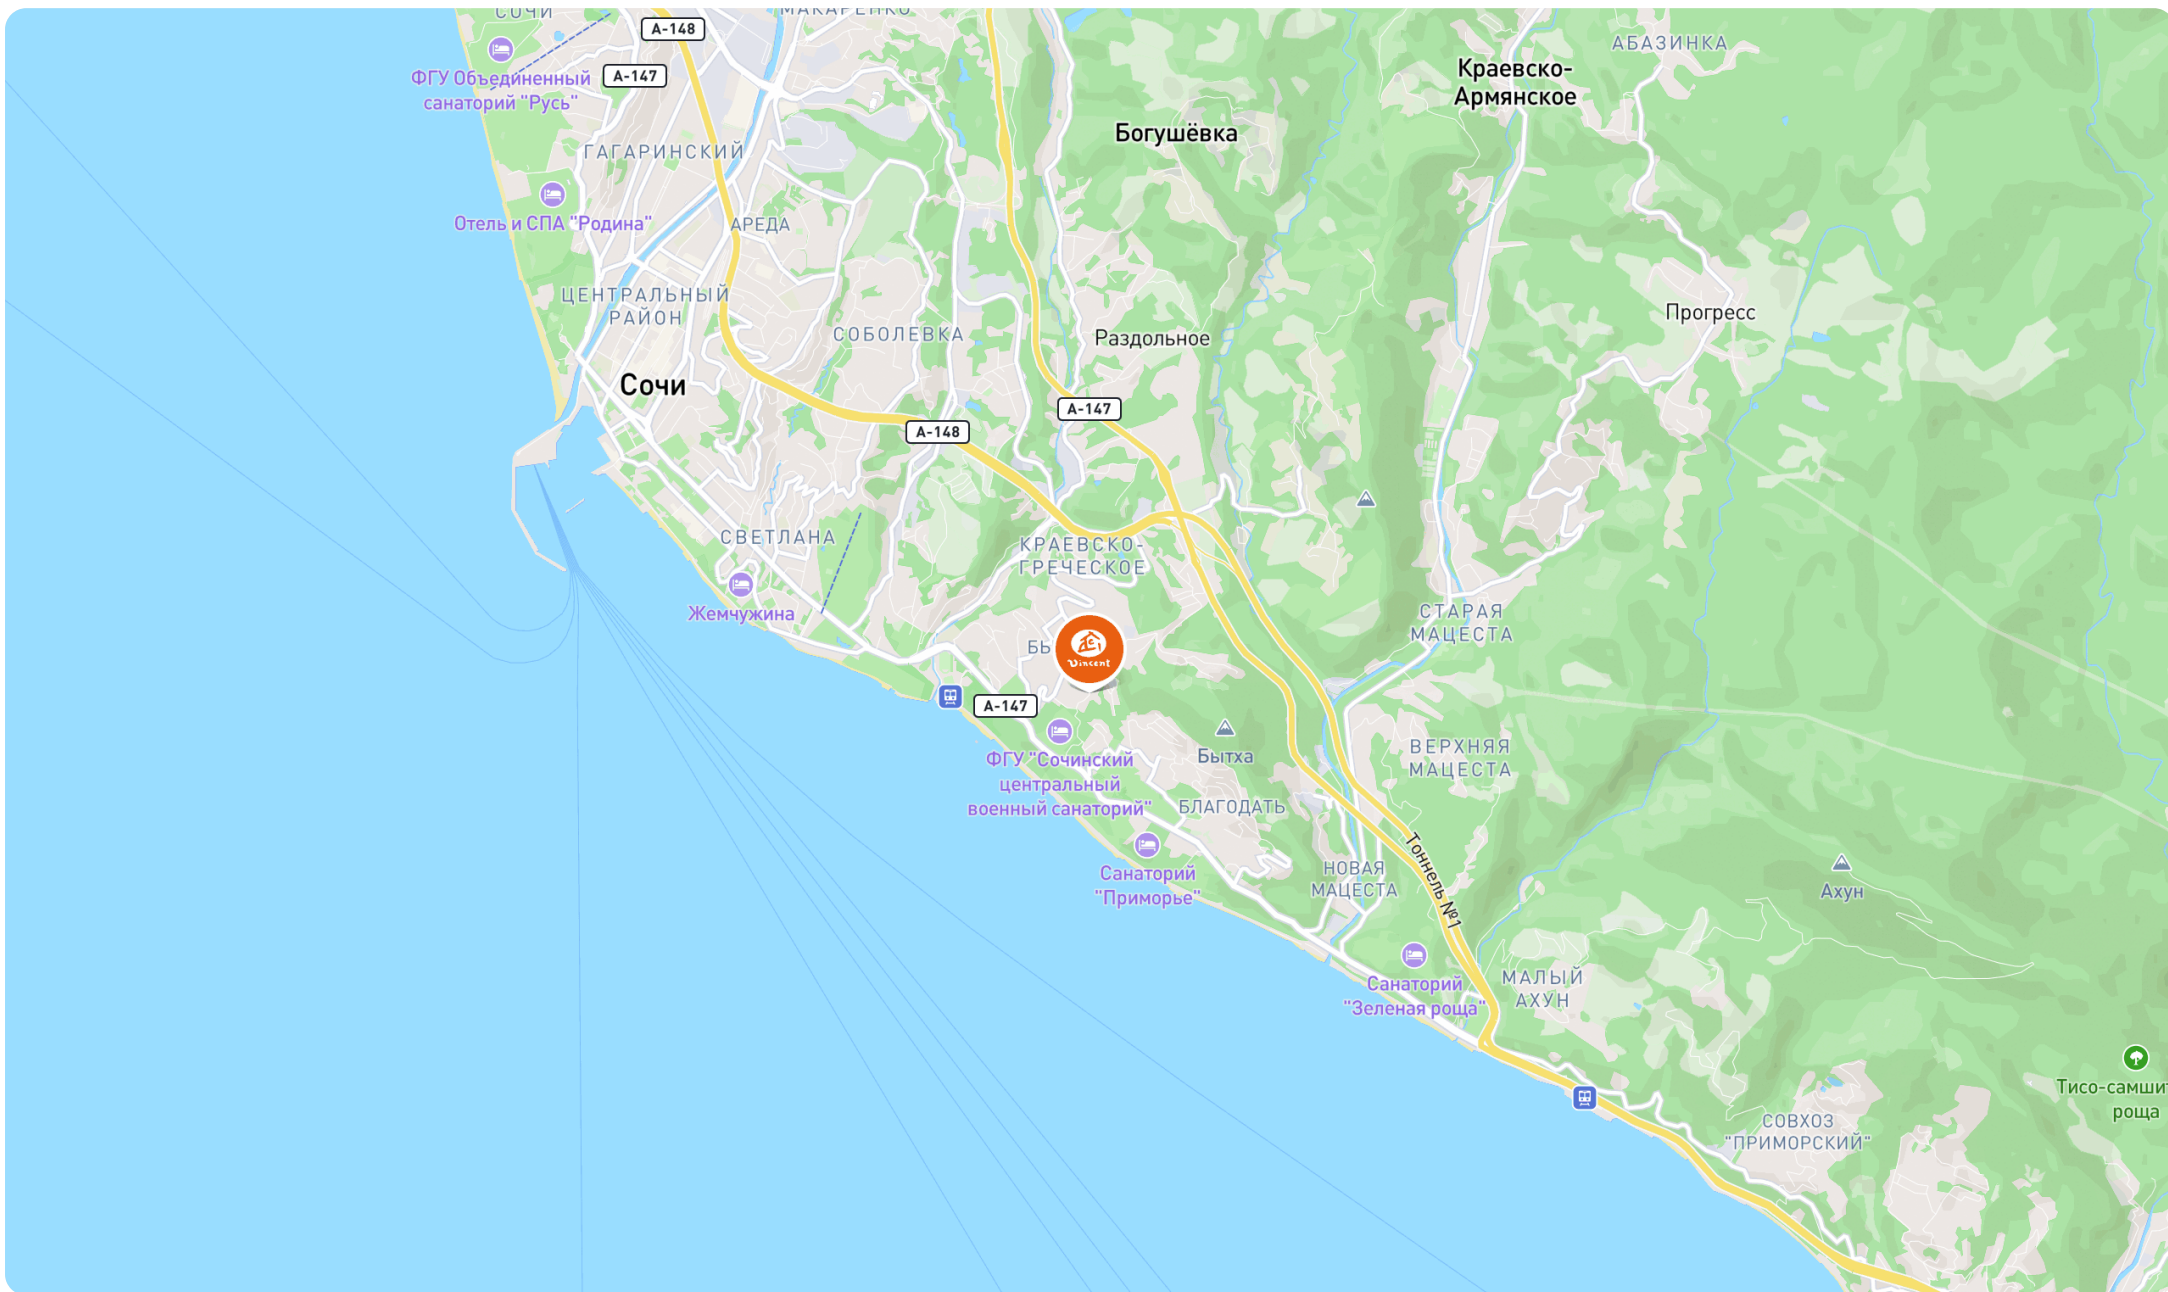 СОЧИ
МАКАРЕНКО
А-148
АБАЗИНКА
ФГУ Объединенный
санаторий "Русь"
А-147
Краевско-
Армянское
Богушёвка
ГАГАРИНСКИЙ
Отель и СПА "Родина"
АРЕДА
ЦЕНТРАЛЬНЫЙ
РАЙОН
Прогресс
СОБОЛЕВКА
Раздольное
Сочи
А-147
А-148
СВЕТЛАНА
КРАЕВСКО-
ГРЕЧЕСКОЕ
Жемчужина
СТАРАЯ
МАЦЕСТА
БЫ
Vincent
А-147
ФГУ "Сочинский
центральный
военный санаторий"
Бытха
ВЕРХНЯЯ
МАЦЕСТА
БЛАГОДАТЬ
Тоннель №1
Санаторий
"Приморье"
НОВАЯ
МАЦЕСТА
Ахун
Санаторий
"Зеленая роща"
МАЛЫЙ
АХУН
Тисо-самшит
роща
СОВХОЗ
"ПРИМОРСКИЙ"